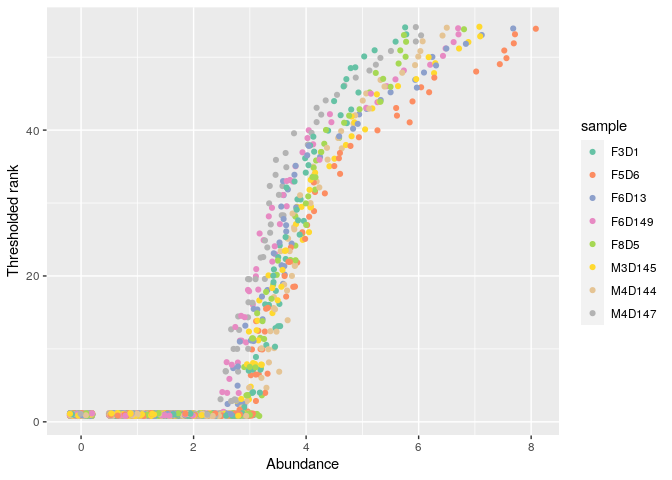 Thresholded rank
40
20
0
0
2
4
6
8
Abundance
sample
F3D1
F5D6
F6D13
F6D149
F8D5
M3D145
M4D144
M4D147